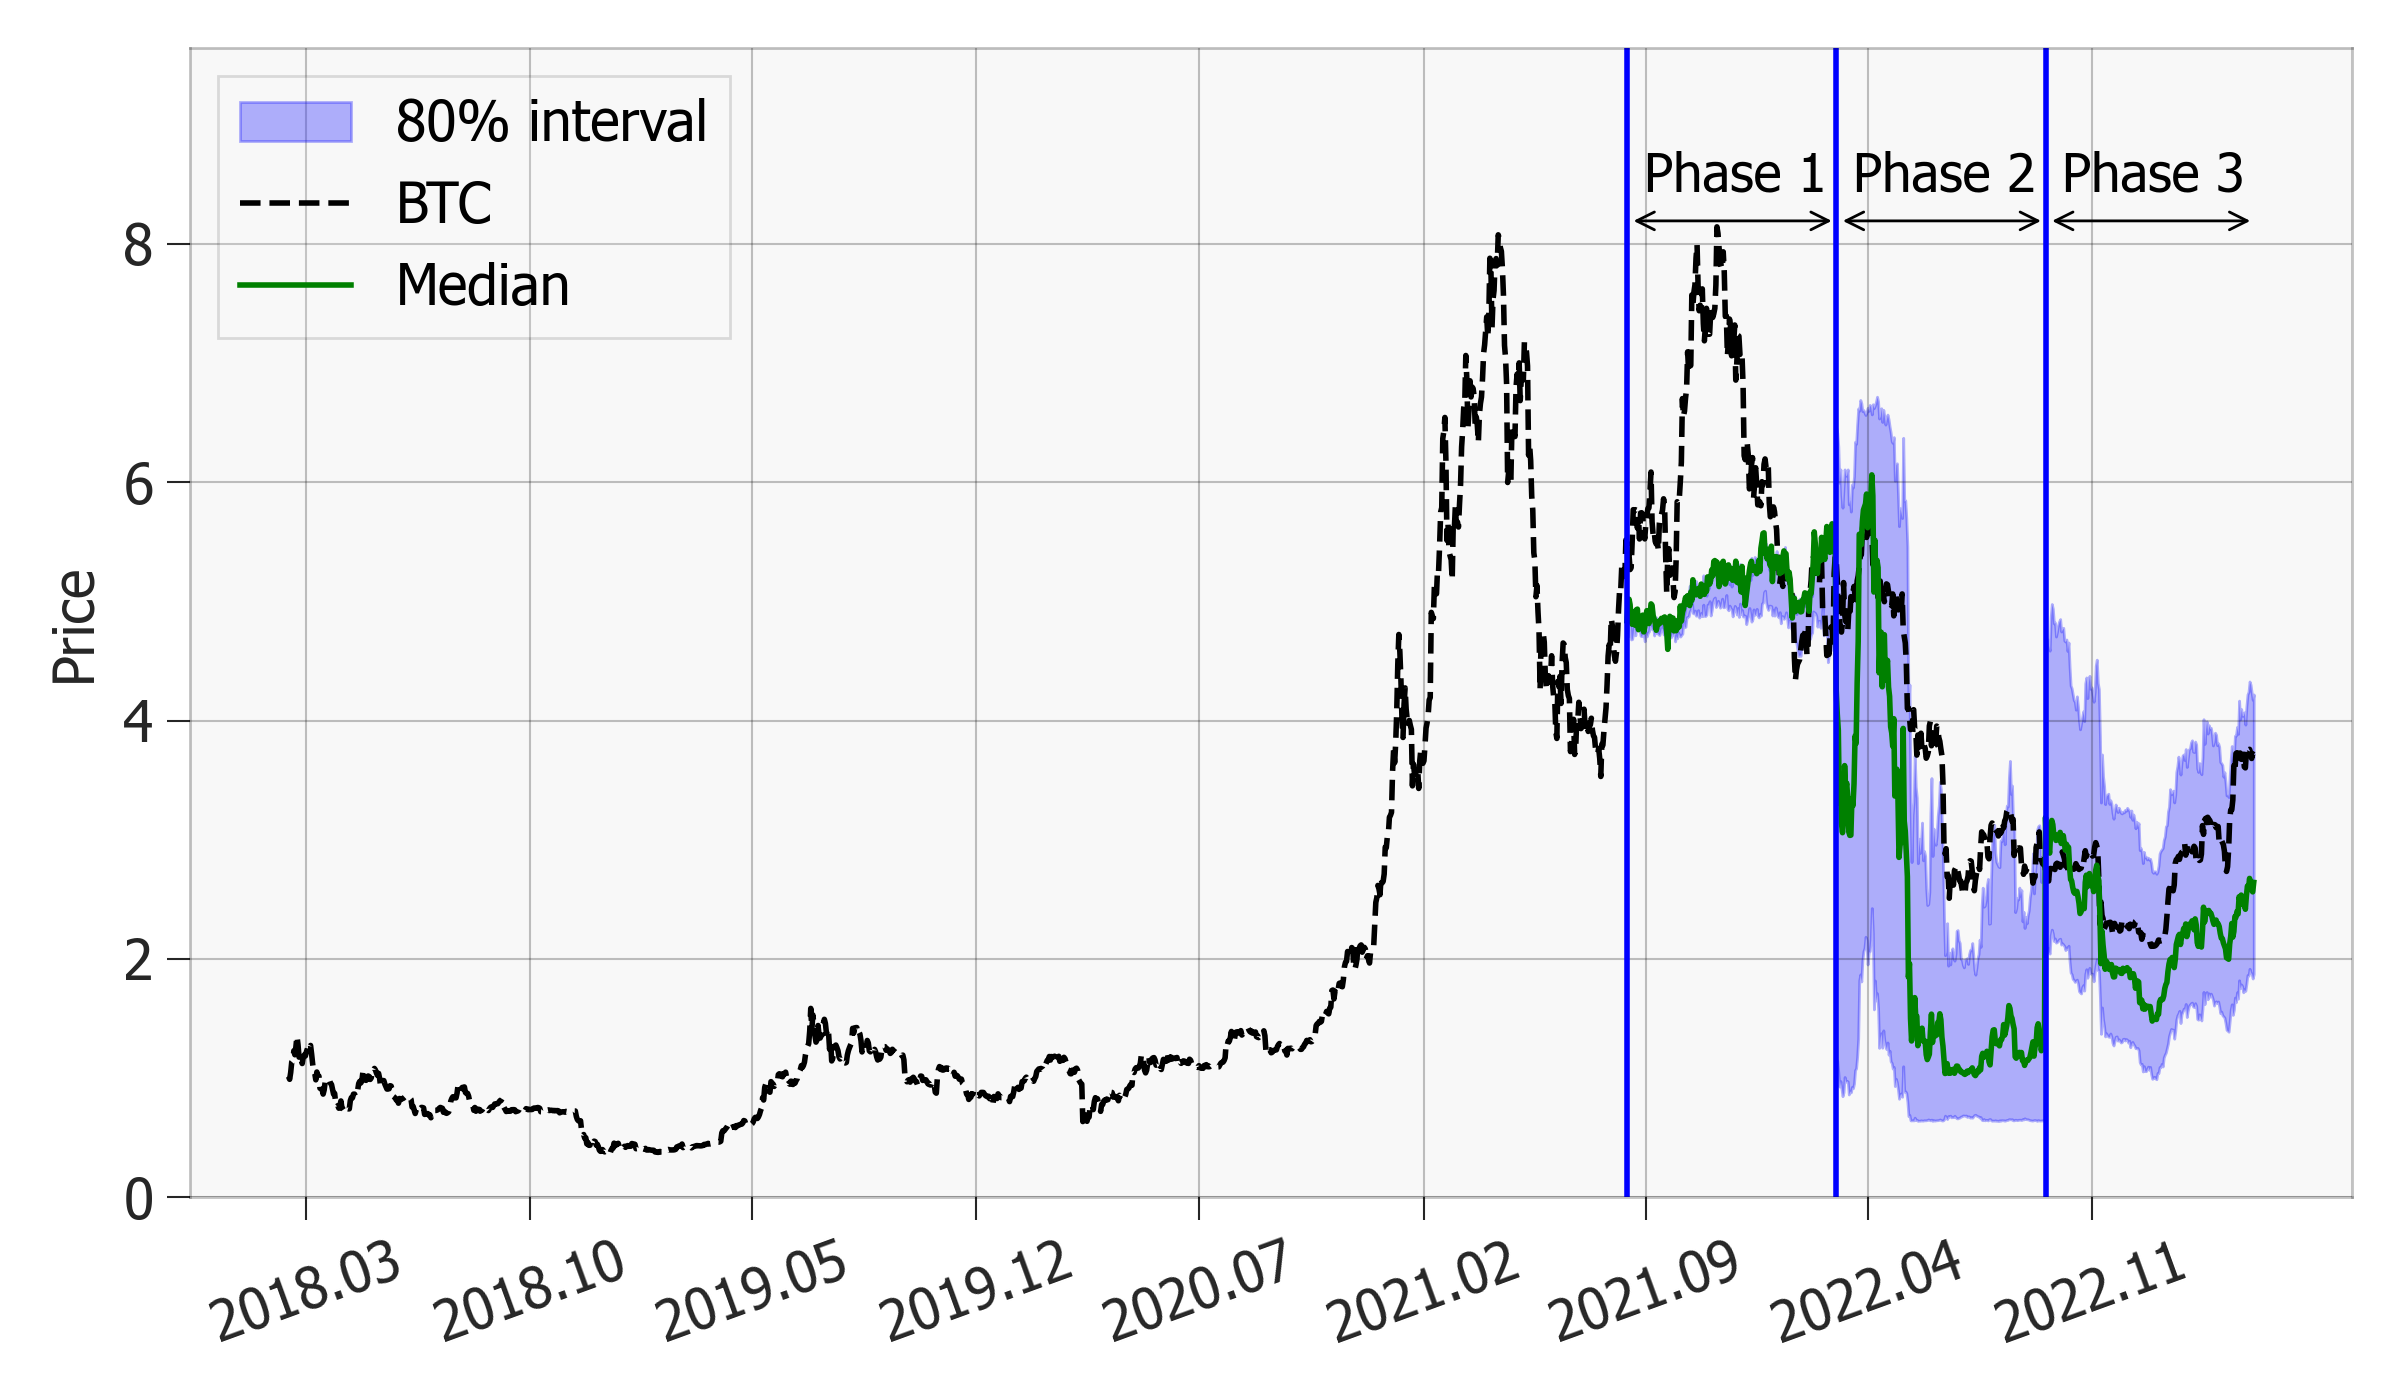 80% interval
BTC
Median
Phase 1
Phase 2
Phase 3
Price
8
6
4
2
0
2018.03
2018.10
2019.05
2019.12
2020.07
2021.02
2021.09
2022.04
2022.11